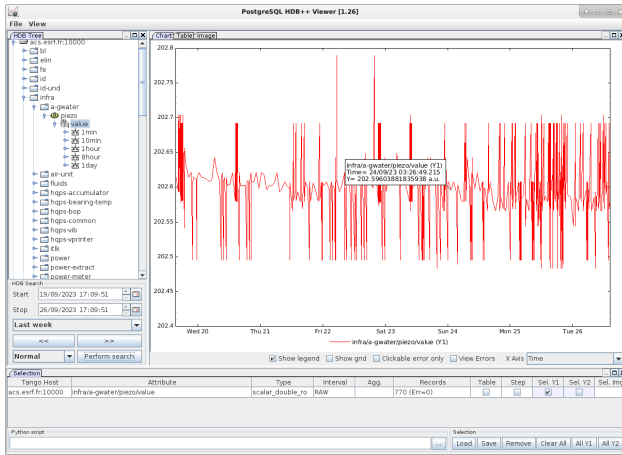 PostgreSQL HDB++ Viewer [1.26]
File View
HDB Tree
acs.esrf.fr:10000
bl
elin
fe
id
id-und
infra
a-gwater
piezo
value
1min
10min
1hour
8hour
1day
air-unit
fluids
hqps-accumulator
hqps-bearing-temp
hqps-bop
hqps-common
hqps-vib
hqps-vprinter
itlk
power
power-extract
power-meter
HDB Search
Start 19/09/2023 17:09:51
Stop 26/09/2023 17:09:51
Last week
<< >>
Normal Perform search
Chart Table Image
202.8
202.75
202.7
202.65
202.6
202.55
202.5
202.45
202.4
infra/a-gwater/piezo/value (Y1)
Time= 24/09/23 03:26:49.215
Y= 202.59603881835938 a.u.
Wed 20 Thu 21 Fri 22 Sat 23 Sun 24 Mon 25 Tue 26
infra/a-gwater/piezo/value (Y1)
Show legend Show grid Clickable error only View Errors X Axis Time
Selection
Tango Host Attribute Type Interval Agg. Records Table Step Sel. Y1 Sel. Y2 Sel. Img
acs.esrf.fr:10000 infra/a-gwater/piezo/value scalar_double_ro RAW 770 (Err=0)
Python script
...
Selection
Load Save Remove Clear All All Y1 All Y2